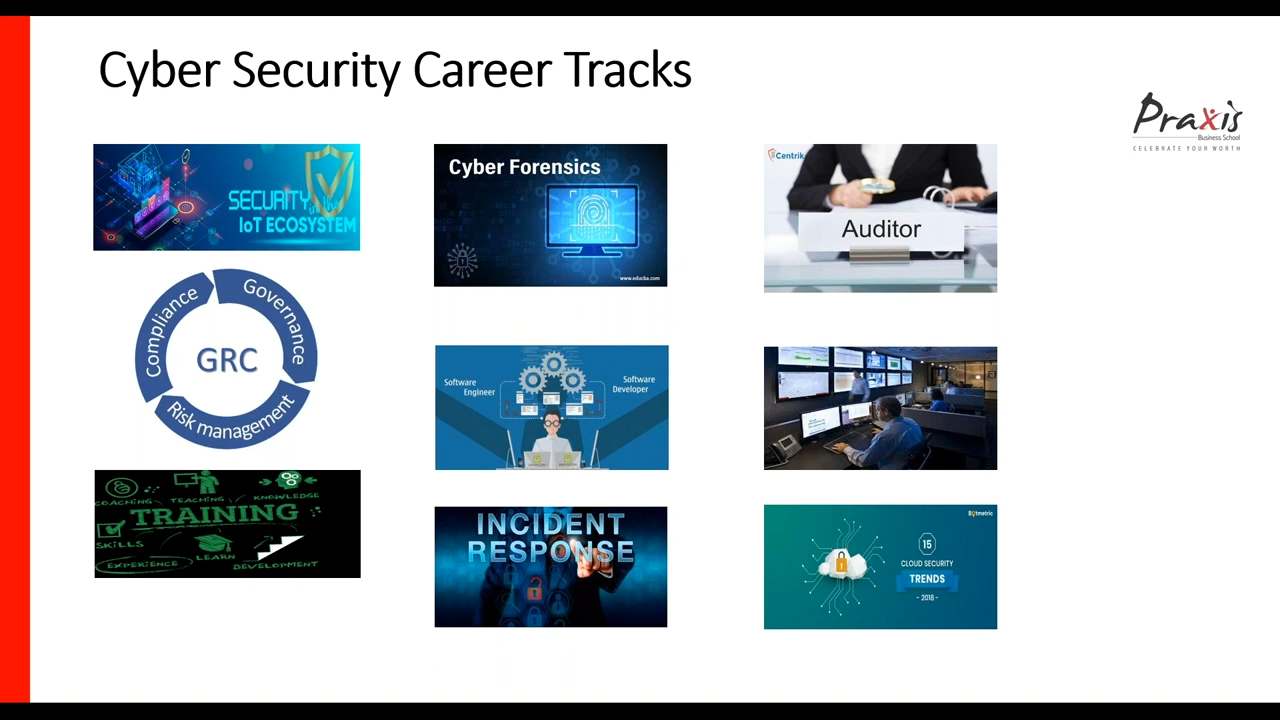 Cyber Security Career Tracks
Praxis
Business School
CELEBRATE YOUR WORTH
SECURITY in the
IoT ECOSYSTEM
Cyber Forensics
www.educba.com
Centrik
Auditor
Compliance
Governance
GRC
Risk management
Software
Engineer
Software
Developer
COACHING
TEACHING
KNOWLEDGE
TRAINING
SKILLS
LEARN
EXPERIENCE
DEVELOPMENT
INCIDENT
RESPONSE
Botmetric
15
CLOUD SECURITY
TRENDS
- 2018 -